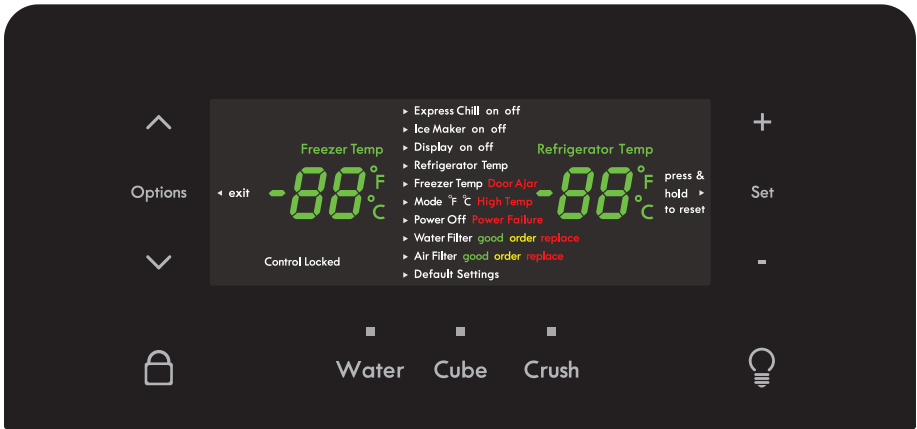 Express Chill on off
Ice Maker on off
Display on off
Freezer Temp
Refrigerator Temp
Refrigerator Temp
Options
exit
-88 °F °C
Freezer Temp Door Ajar
Mode °F °C High Temp
Power Off Power Failure
-88 °F °C
press &
hold
to reset
+
Set
-
Water Filter good order replace
Air Filter good order replace
Default Settings
Control Locked
Water Cube Crush